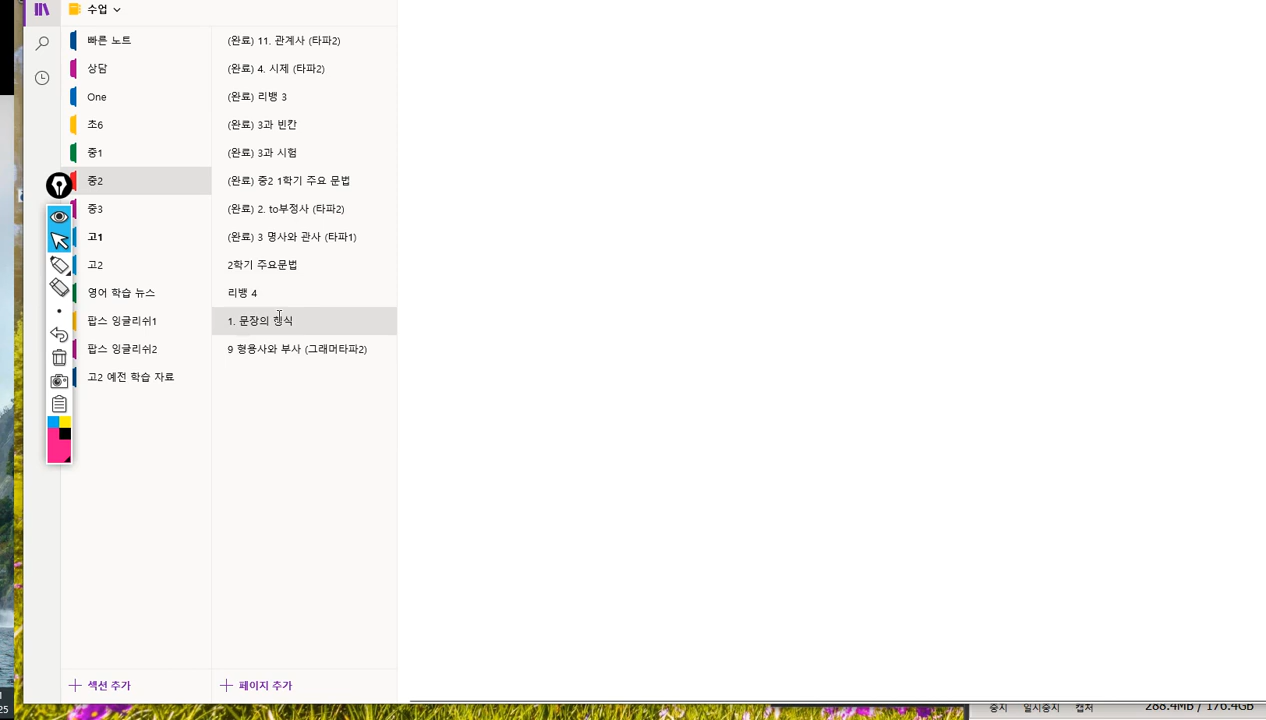 수업
빠른 노트
상담
One
초6
중1
중2
중3
고1
고2
영어 학습 뉴스
팝스 잉글리쉬1
팝스 잉글리쉬2
고2 예전 학습 자료
섹션 추가
(완료) 11. 관계사 (타파2)
(완료) 4. 시제 (타파2)
(완료) 리뱅 3
(완료) 3과 빈칸
(완료) 3과 시험
(완료) 중2 1학기 주요 문법
(완료) 2. to부정사 (타파2)
(완료) 3 명사와 관사 (타파1)
2학기 주요문법
리뱅 4
1. 문장의 형식
9 형용사와 부사 (그래머타파2)
페이지 추가
25
중지 일시중지 캡처 288.4MB / 176.4GB